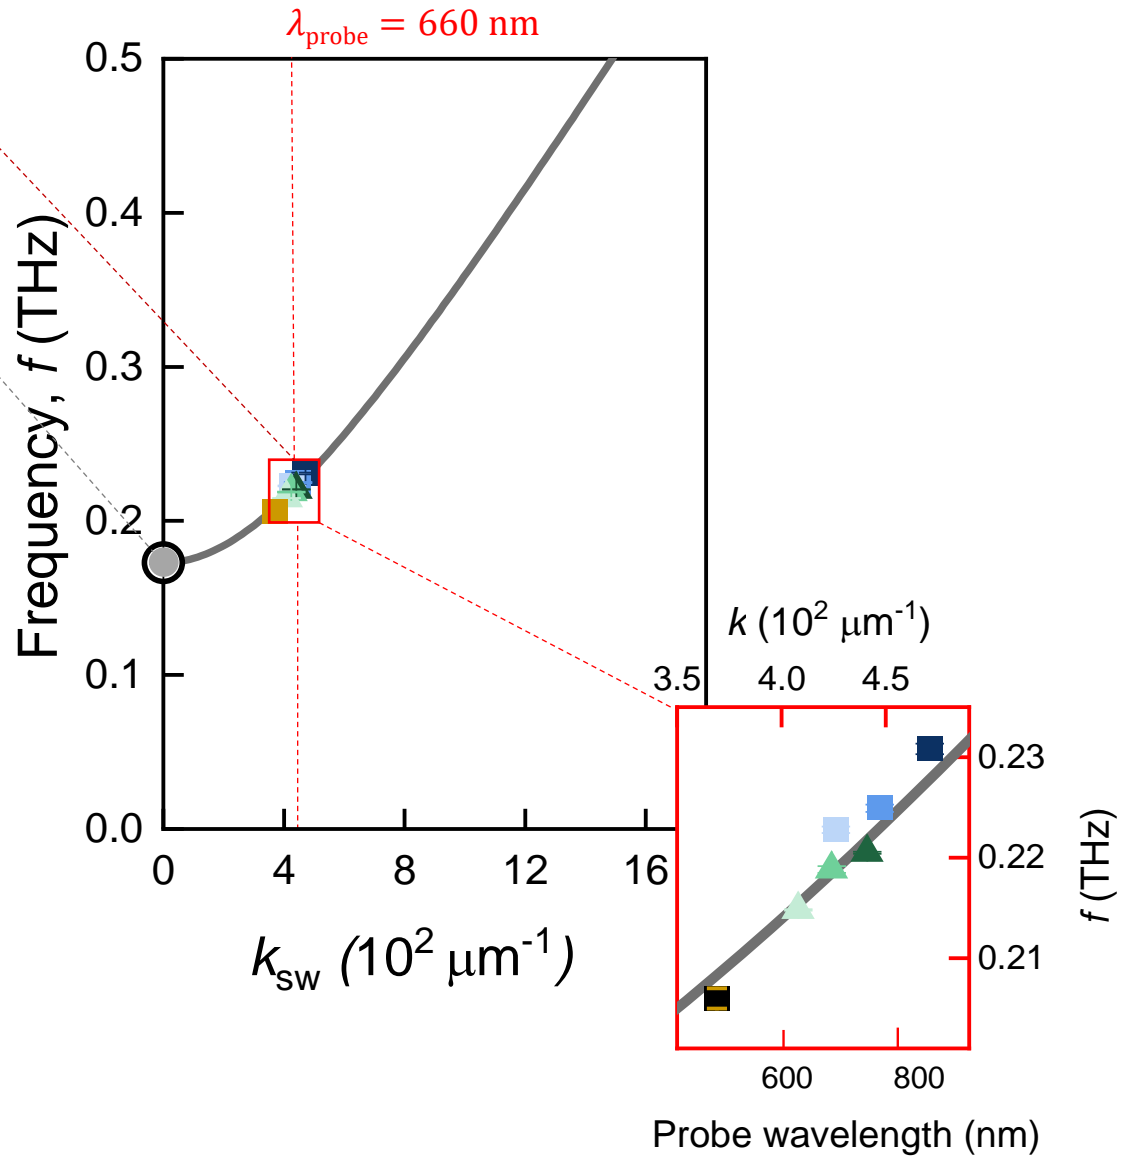 λprobe = 660 nm
Frequency, f (THz)
0.5
0.4
0.3
0.2
0.1
0.0
0 4 8 12 16
ksw (10² μm⁻¹)
k (10² μm⁻¹)
3.5 4.0 4.5
0.23
0.22
0.21
f (THz)
600 800
Probe wavelength (nm)